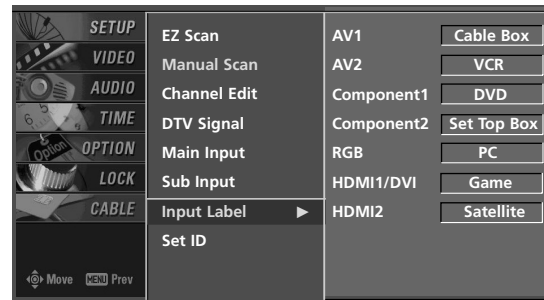 SETUP
VIDEO
AUDIO
TIME
OPTION
LOCK
CABLE
Move MENU Prev
EZ Scan
Manual Scan
Channel Edit
DTV Signal
Main Input
Sub Input
Input Label ►
Set ID
AV1 Cable Box
AV2 VCR
Component1 DVD
Component2 Set Top Box
RGB PC
HDMI1/DVI Game
HDMI2 Satellite